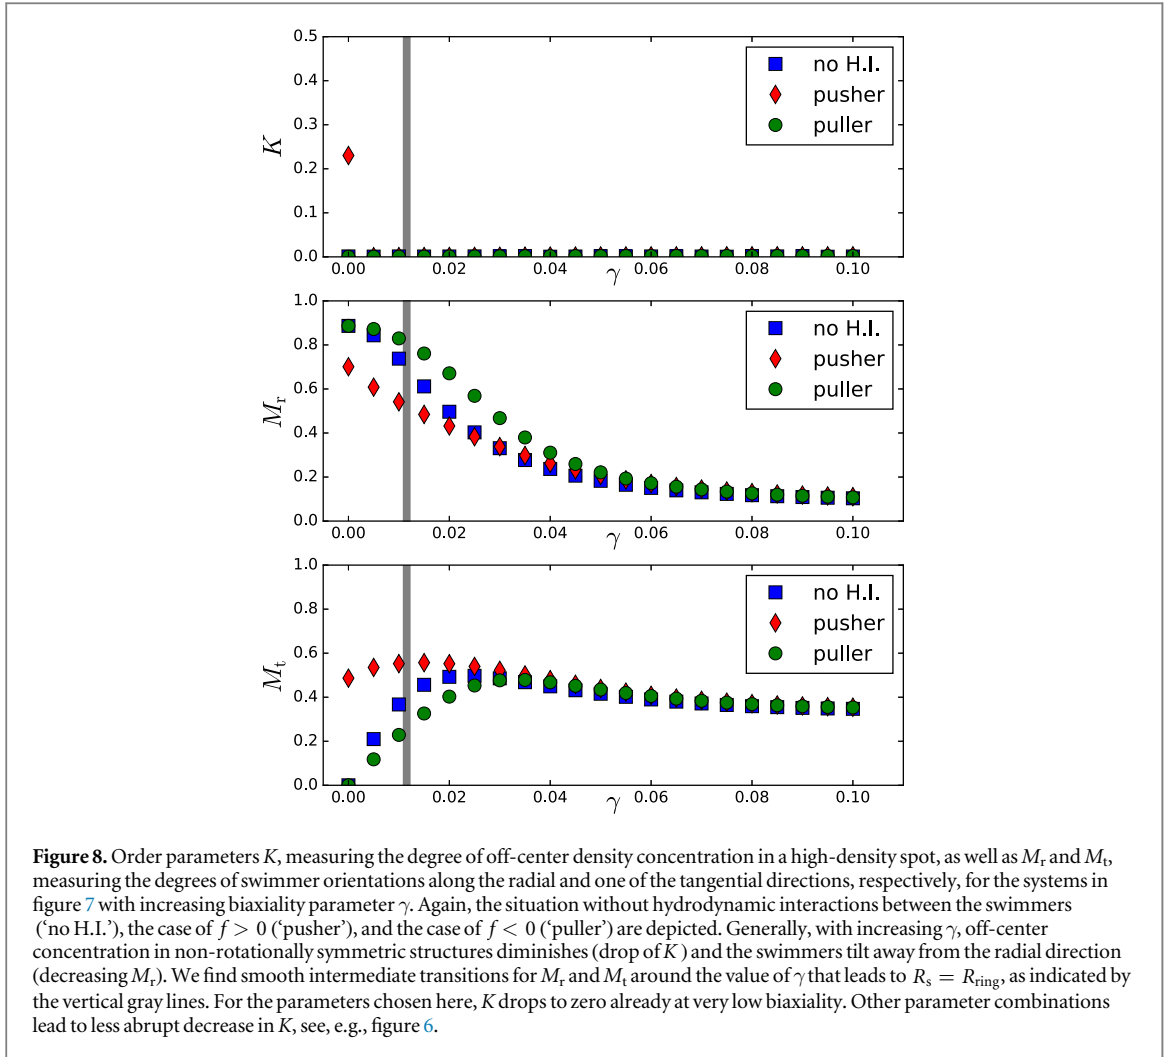 0.5
0.4
0.3
0.2
0.1
0.0
K
no H.I.
pusher
puller
0.00 0.02 0.04 0.06 0.08 0.10
γ
1.0
0.8
0.6
0.4
0.2
0.0
M_r
no H.I.
pusher
puller
0.00 0.02 0.04 0.06 0.08 0.10
γ
1.0
0.8
0.6
0.4
0.2
0.0
M_t
no H.I.
pusher
puller
0.00 0.02 0.04 0.06 0.08 0.10
γ
Figure 8. Order parameters K, measuring the degree of off-center density concentration in a high-density spot, as well as M_r and M_t,
measuring the degrees of swimmer orientations along the radial and one of the tangential directions, respectively, for the systems in
figure 7 with increasing biaxiality parameter γ. Again, the situation without hydrodynamic interactions between the swimmers
('no H.I.'), the case of f > 0 ('pusher'), and the case of f < 0 ('puller') are depicted. Generally, with increasing γ, off-center
concentration in non-rotationally symmetric structures diminishes (drop of K) and the swimmers tilt away from the radial direction
(decreasing M_r). We find smooth intermediate transitions for M_r and M_t around the value of γ that leads to R_s = R_ring, as indicated by
the vertical gray lines. For the parameters chosen here, K drops to zero already at very low biaxiality. Other parameter combinations
lead to less abrupt decrease in K, see, e.g., figure 6.